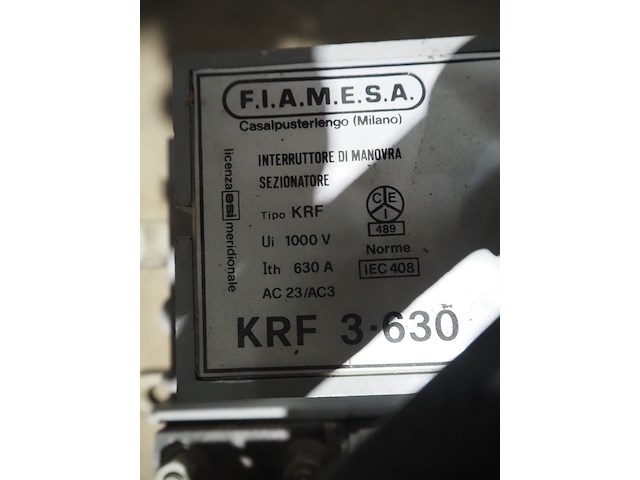 F.I.A.M.E.S.A.
Casalpusterlengo (Milano)
licenza esi meridionale
INTERRUTTORE DI MANOVRA
SEZIONATORE
Tipo KRF
Ui 1000 V
Ith 630 A
AC 23/AC3
CEI
489
Norme
IEC 408
KRF 3-630